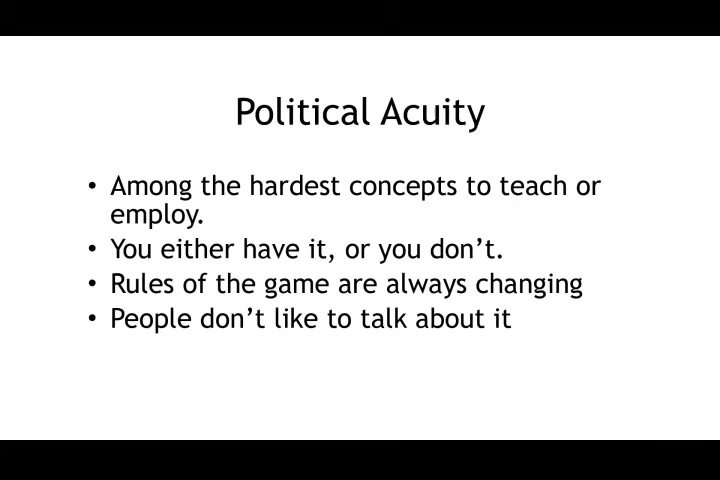 Political Acuity
• Among the hardest concepts to teach or
employ.
• You either have it, or you don’t.
• Rules of the game are always changing
• People don’t like to talk about it